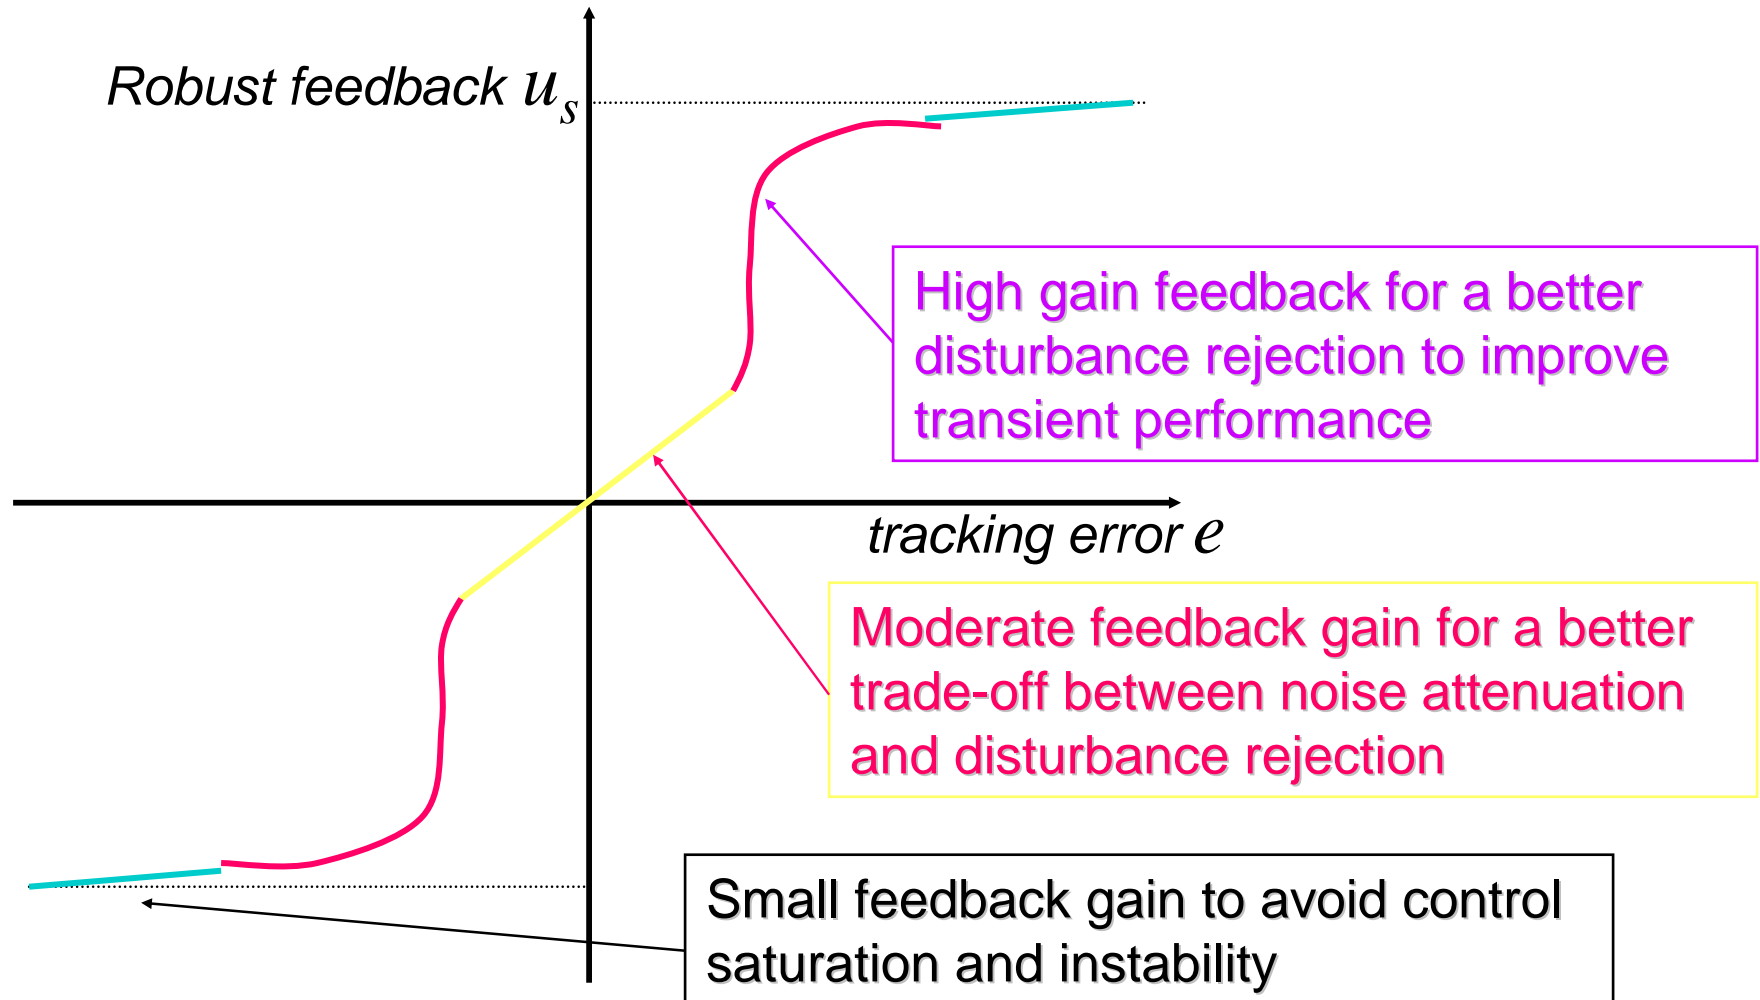 Robust feedback u_s
High gain feedback for a better
disturbance rejection to improve
transient performance
tracking error e
Moderate feedback gain for a better
trade-off between noise attenuation
and disturbance rejection
Small feedback gain to avoid control
saturation and instability